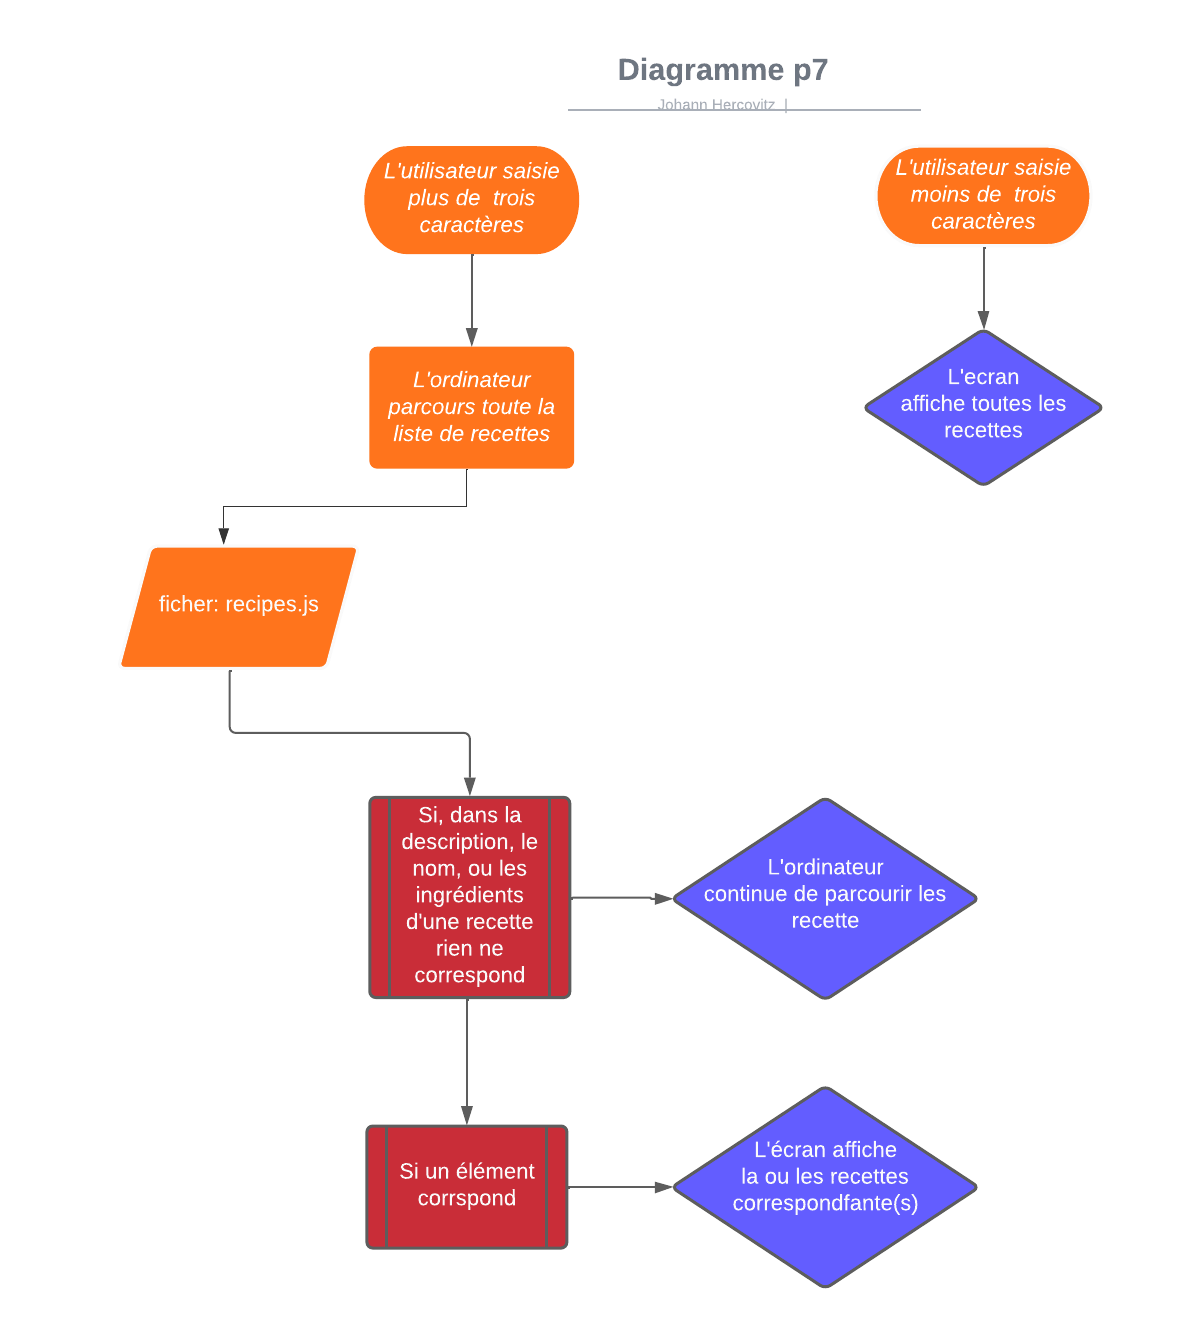 Diagramme p7
Johann Hercovitz |
L'utilisateur saisie
plus de trois
caractères
L'utilisateur saisie
moins de trois
caractères
L'ordinateur
parcours toute la
liste de recettes
L'ecran
affiche toutes les
recettes
ficher: recipes.js
Si, dans la
description, le
nom, ou les
ingrédients
d'une recette
rien ne
correspond
L'ordinateur
continue de parcourir les
recette
Si un élément
corrspond
L'écran affiche
la ou les recettes
correspondfante(s)